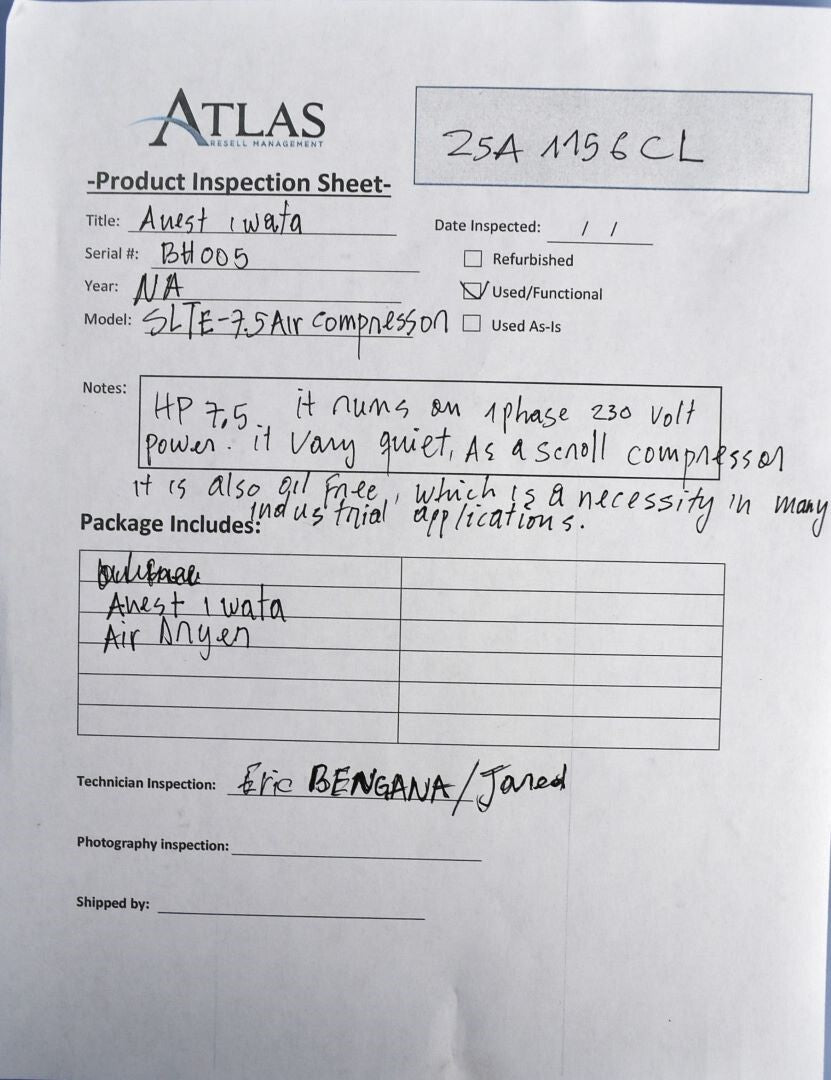 ATLAS
RESELL MANAGEMENT
25A 1156CL
-Product Inspection Sheet-
Title: Anest iwata
Date Inspected: / /
Serial #: BH005
Refurbished
Year: NA
Used/Functional
Model: SLTE-7.5 Air compressor
Used As-Is
Notes: HP 7,5. it runs on 1phase 230 Volt
power. it Vary quiet, As a scroll compressor
it is also oil free, which is a necessity in many
industrial applications.
Package Includes:
Anest iwata
Air Dryer
Technician Inspection: Eric BENGANA/Jared
Photography inspection:
Shipped by: